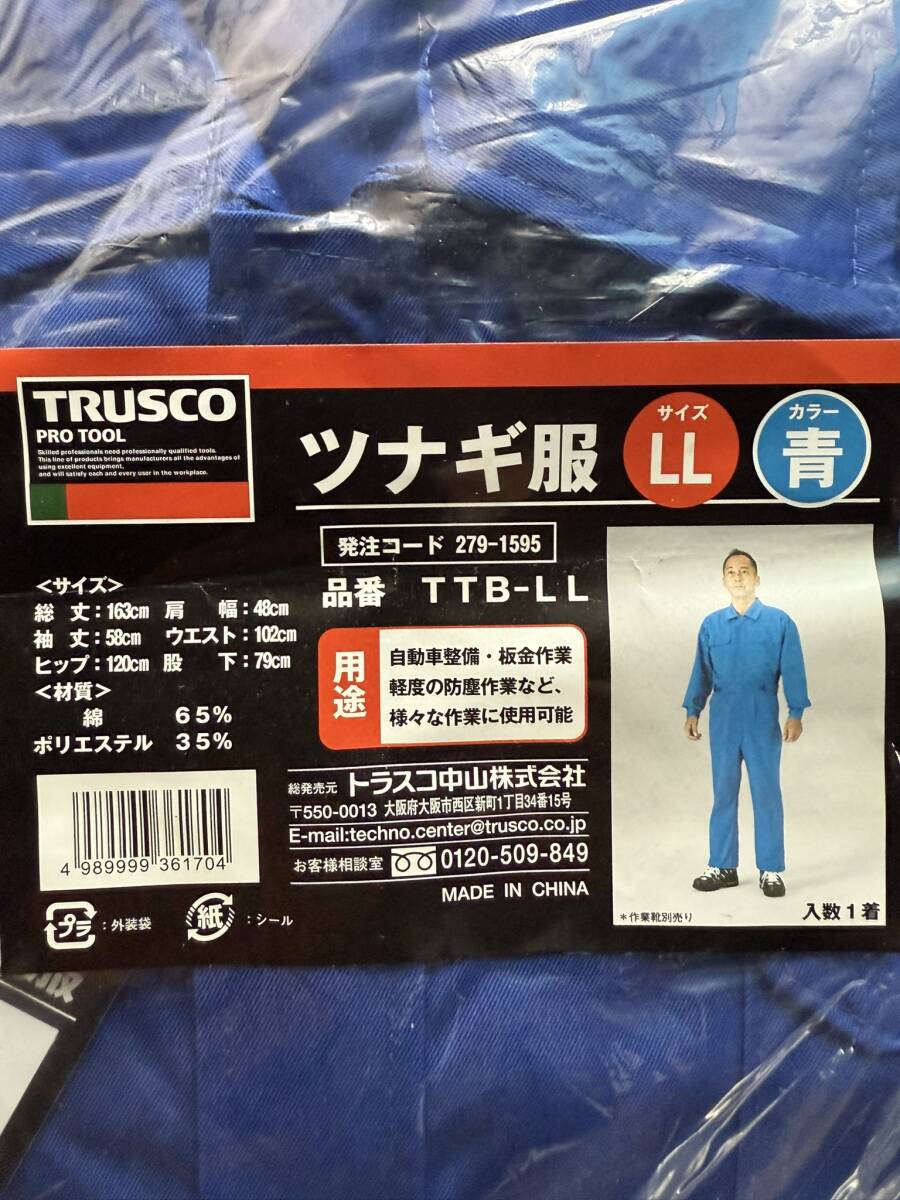 TRUSCO
PRO TOOL
Skilled professionals need professionally qualified tools.
This line of products brings manufacturers all the advantages of
using excellent equipment,
and will satisfy each and every user in the workplace.
ツナギ服
サイズ
LL
カラー
青
発注コード 279-1595
品番 TTB-LL
<サイズ>
総 丈:163cm 肩 幅:48cm
袖 丈:58cm ウエスト:102cm
ヒップ:120cm 股 下:79cm
<材質>
綿 65%
ポリエステル 35%
用途
自動車整備・板金作業
軽度の防塵作業など、
様々な作業に使用可能
総発売元 トラスコ中山株式会社
〒550-0013 大阪府大阪市西区新町1丁目34番15号
E-mail:techno.center@trusco.co.jp
お客様相談室 0120-509-849
MADE IN CHINA
4 989999 361704
プラ :外装袋
紙 :シール
*作業靴別売り
入数1着
服